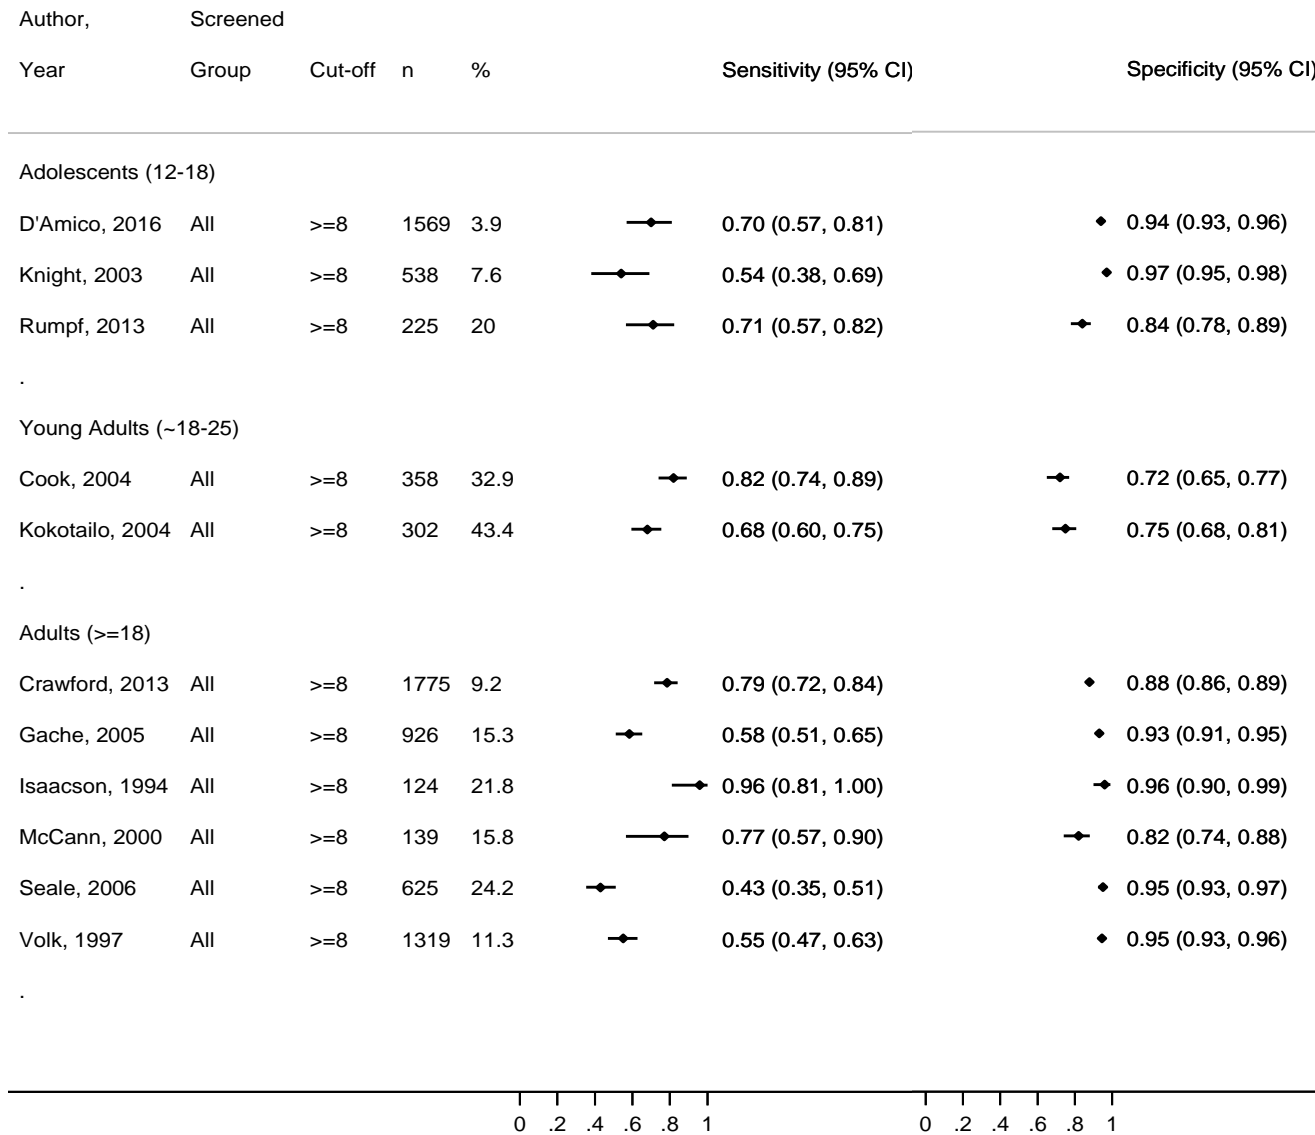 Author, Screened
Year Group Cut-off n % Sensitivity (95% CI) Specificity (95% CI)
Adolescents (12-18)
D'Amico, 2016 All >=8 1569 3.9 0.70 (0.57, 0.81) 0.94 (0.93, 0.96)
Knight, 2003 All >=8 538 7.6 0.54 (0.38, 0.69) 0.97 (0.95, 0.98)
Rumpf, 2013 All >=8 225 20 0.71 (0.57, 0.82) 0.84 (0.78, 0.89)
.
Young Adults (~18-25)
Cook, 2004 All >=8 358 32.9 0.82 (0.74, 0.89) 0.72 (0.65, 0.77)
Kokotailo, 2004 All >=8 302 43.4 0.68 (0.60, 0.75) 0.75 (0.68, 0.81)
.
Adults (>=18)
Crawford, 2013 All >=8 1775 9.2 0.79 (0.72, 0.84) 0.88 (0.86, 0.89)
Gache, 2005 All >=8 926 15.3 0.58 (0.51, 0.65) 0.93 (0.91, 0.95)
Isaacson, 1994 All >=8 124 21.8 0.96 (0.81, 1.00) 0.96 (0.90, 0.99)
McCann, 2000 All >=8 139 15.8 0.77 (0.57, 0.90) 0.82 (0.74, 0.88)
Seale, 2006 All >=8 625 24.2 0.43 (0.35, 0.51) 0.95 (0.93, 0.97)
Volk, 1997 All >=8 1319 11.3 0.55 (0.47, 0.63) 0.95 (0.93, 0.96)
.
0 .2 .4 .6 .8 1 0 .2 .4 .6 .8 1